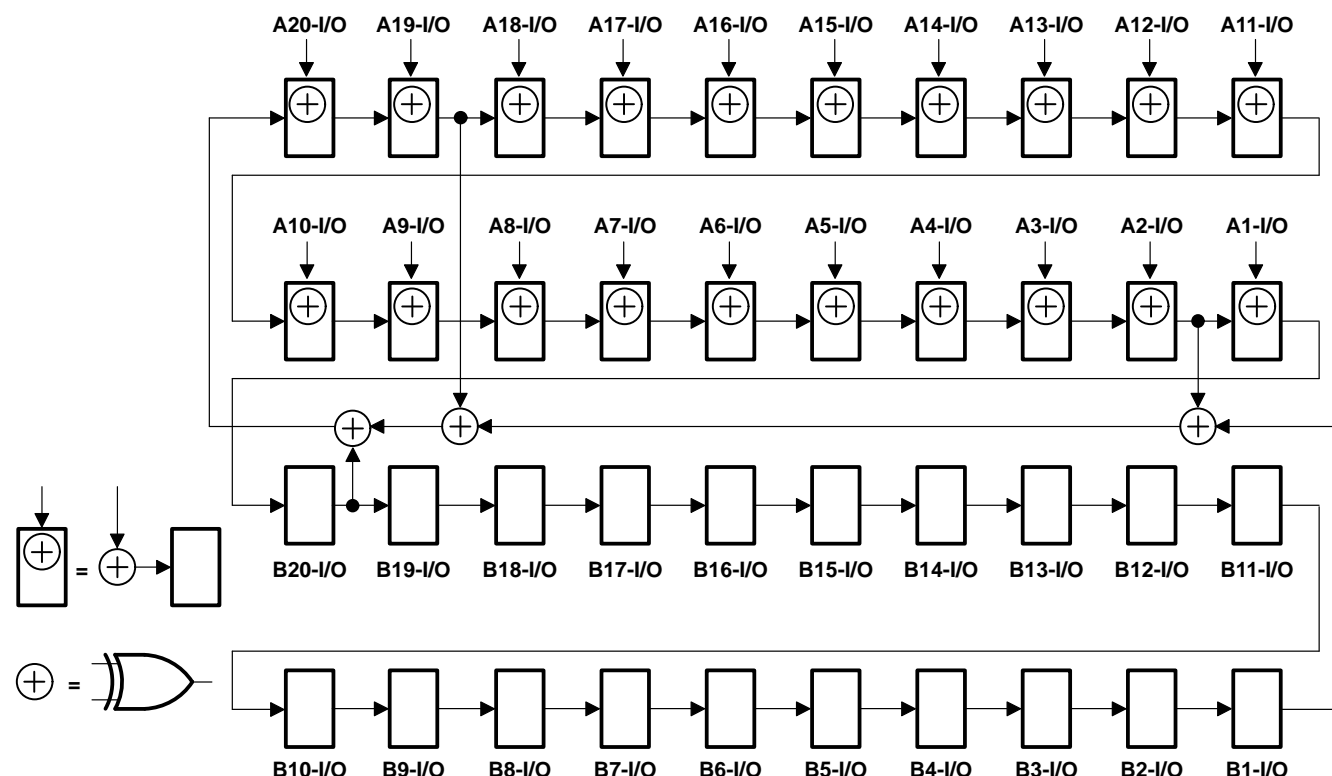 A20-I/O A19-I/O A18-I/O A17-I/O A16-I/O A15-I/O A14-I/O A13-I/O A12-I/O A11-I/O
A10-I/O A9-I/O A8-I/O A7-I/O A6-I/O A5-I/O A4-I/O A3-I/O A2-I/O A1-I/O
B20-I/O B19-I/O B18-I/O B17-I/O B16-I/O B15-I/O B14-I/O B13-I/O B12-I/O B11-I/O
=
=
B10-I/O B9-I/O B8-I/O B7-I/O B6-I/O B5-I/O B4-I/O B3-I/O B2-I/O B1-I/O